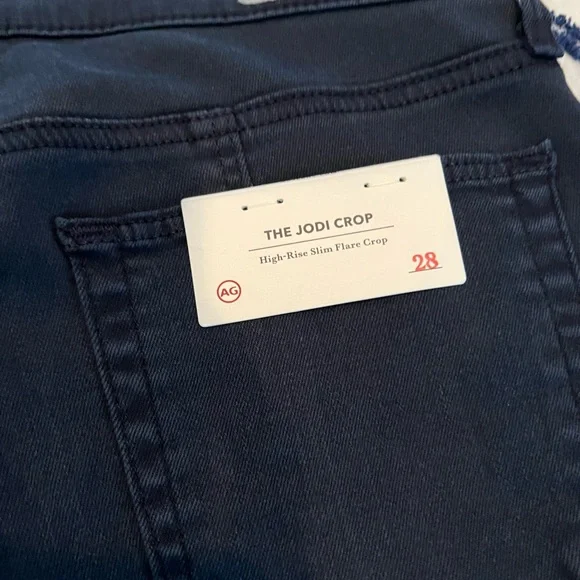 THE JODI CROP
High-Rise Slim Flare Crop
28
AG